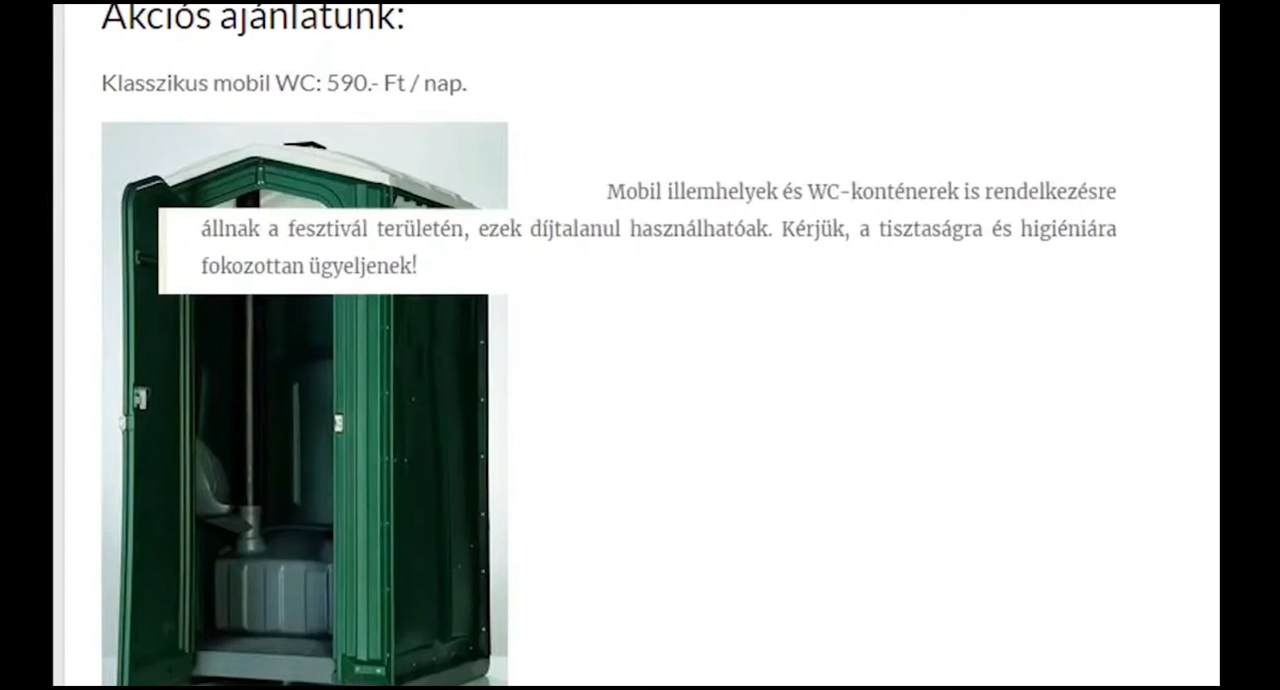 Akciós ajánlatunk:
Klasszikus mobil WC: 590.- Ft / nap.
Mobil illemhelyek és WC-konténerek is rendelkezésre
állnak a fesztivál területén, ezek díjtalanul használhatóak. Kérjük, a tisztaságra és higiéniára
fokozottan ügyeljenek!